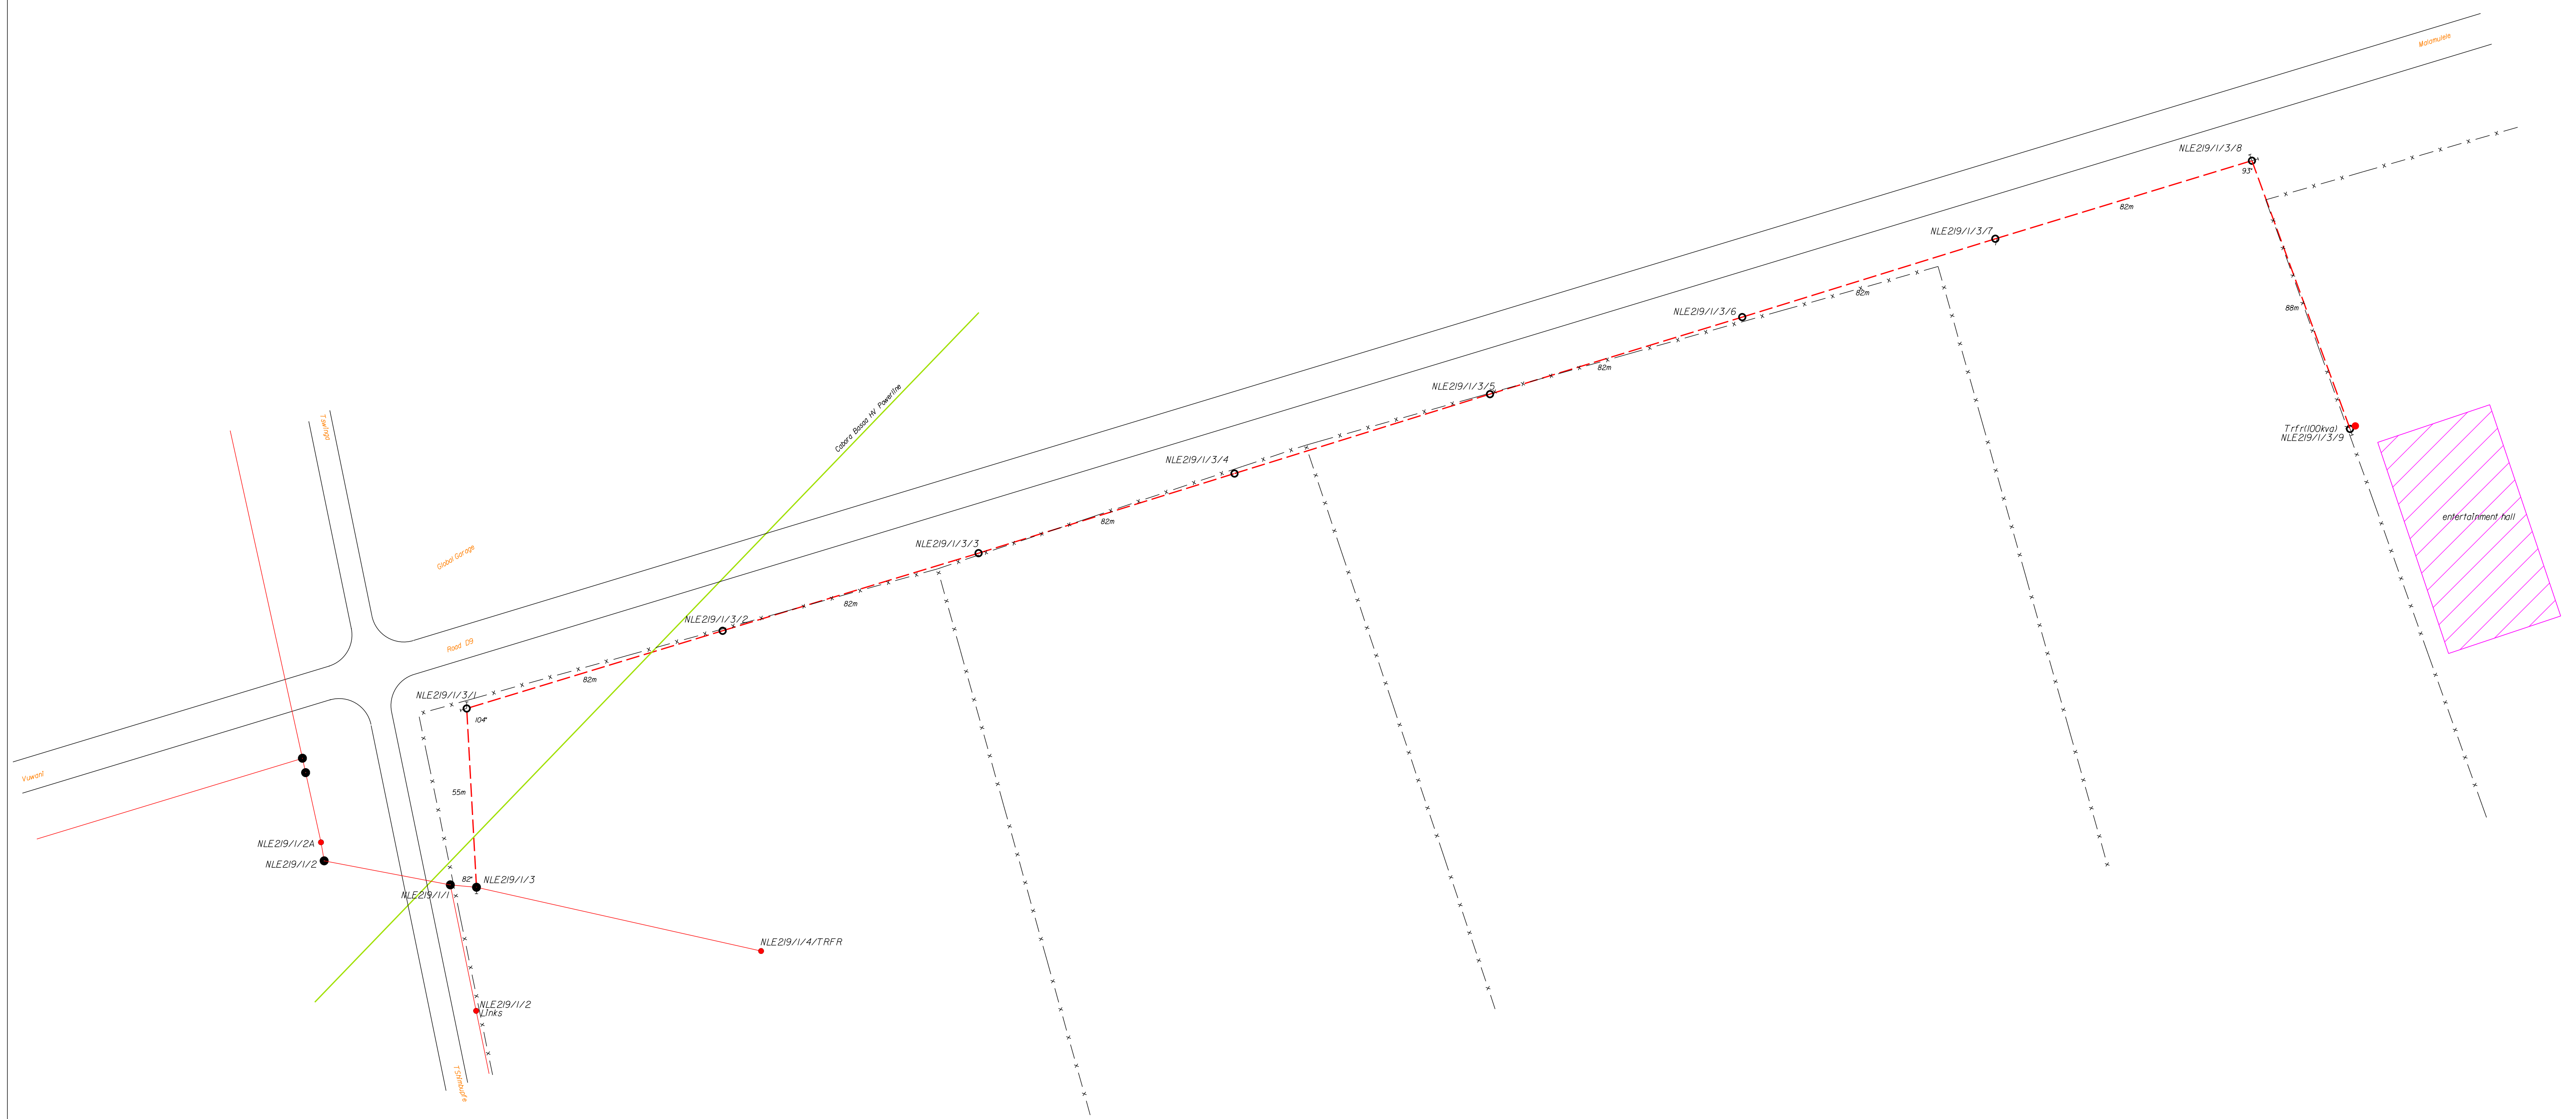 Malamulele
NLE219/1/3/8
93°
82m
NLE219/1/3/7
82m
NLE219/1/3/6
88m
82m
NLE219/1/3/5
Cabora Bassa HV Powerline
Trfr(100kva)
NLE219/1/3/9
Tswinga
NLE219/1/3/4
entertainment hall
82m
NLE219/1/3/3
Global Garage
82m
NLE219/1/3/2
Road D9
82m
NLE219/1/3/1
104°
Vuwani
55m
NLE219/1/2A
NLE219/1/2
82°
NLE219/1/3
NLE219/1/1
NLE219/1/4/TRFR
NLE219/1/2
Links